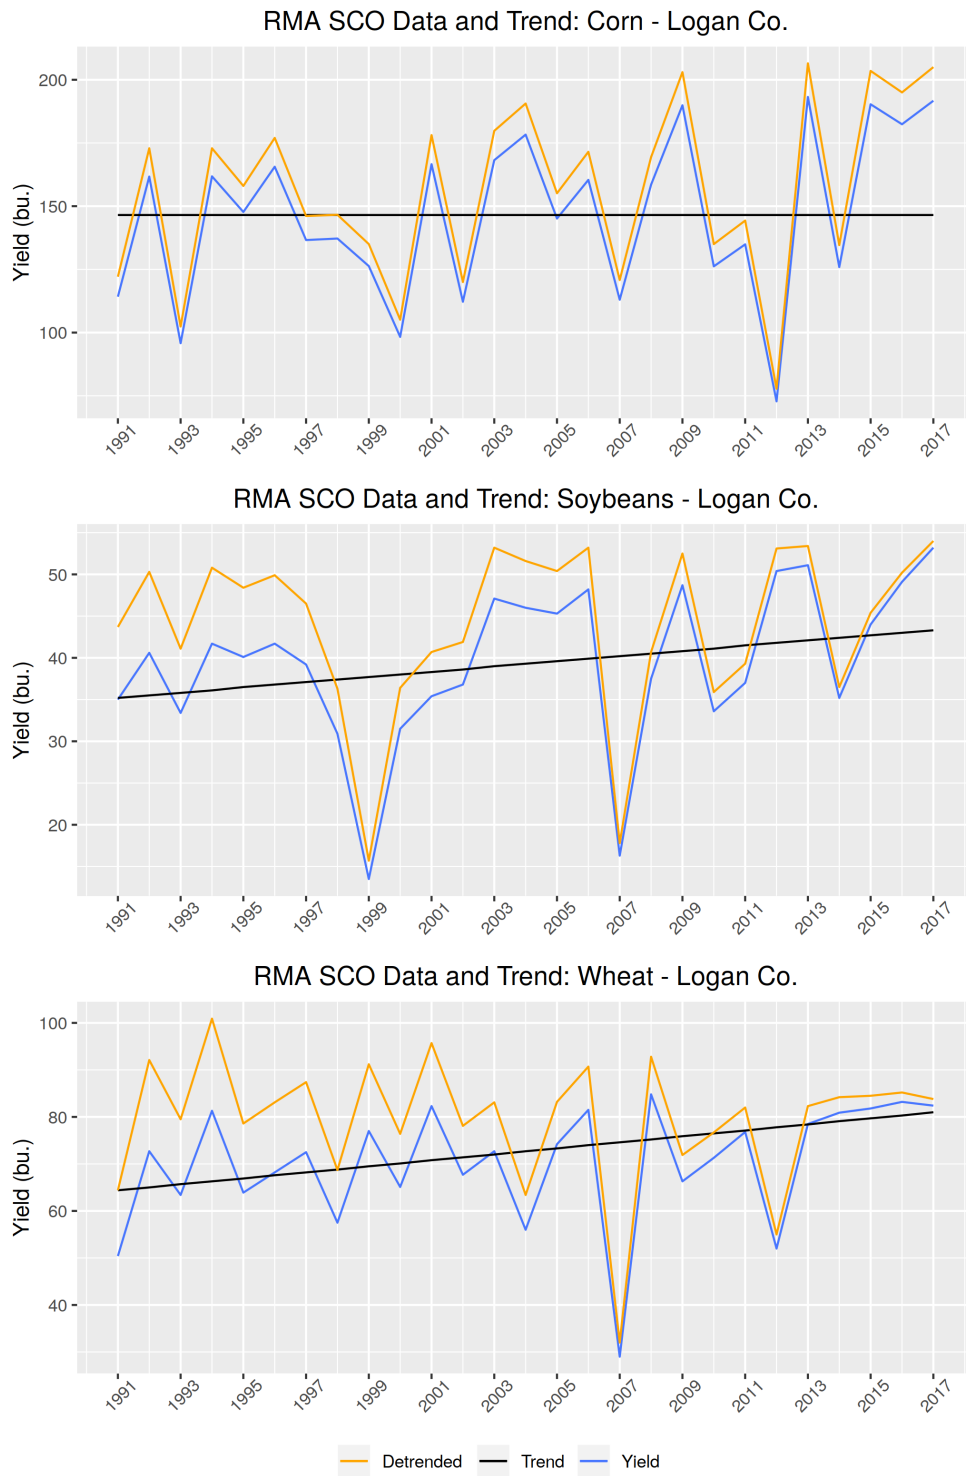 RMA SCO Data and Trend: Corn - Logan Co.
Yield (bu.)
200
150
100
1991 1993 1995 1997 1999 2001 2003 2005 2007 2009 2011 2013 2015 2017
RMA SCO Data and Trend: Soybeans - Logan Co.
Yield (bu.)
50
40
30
20
1991 1993 1995 1997 1999 2001 2003 2005 2007 2009 2011 2013 2015 2017
RMA SCO Data and Trend: Wheat - Logan Co.
Yield (bu.)
100
80
60
40
1991 1993 1995 1997 1999 2001 2003 2005 2007 2009 2011 2013 2015 2017
Detrended Trend Yield